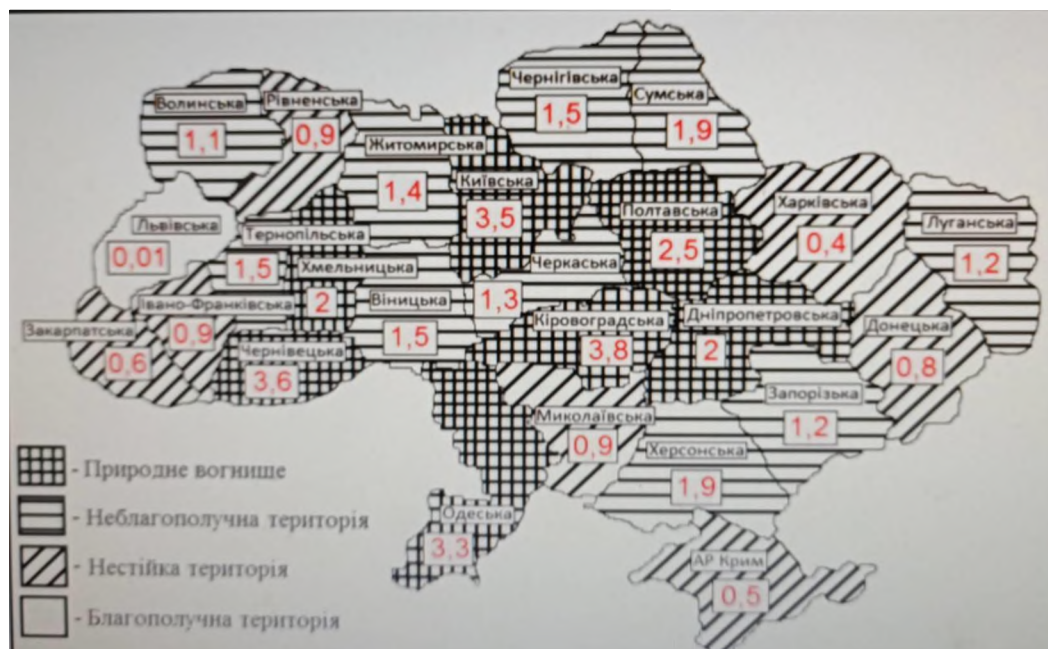 Чернігівська
1,5
Сумська
1,9
Волинська
1,1
Рівненська
0,9
Житомирська
1,4
Київська
3,5
Полтавська
2,5
Харківська
0,4
Луганська
1,2
Львівська
0,01
Тернопільська
1,5
Хмельницька
2
Черкаська
1,3
Івано-Франківська
0,9
Віницька
1,5
Кіровоградська
3,8
Дніпропетровська
2
Донецька
0,8
Закарпатська
0,6
Чернівецька
3,6
Запорізька
1,2
Миколаївська
0,9
Херсонська
1,9
Одеська
3,3
АР Крим
0,5
- Природне вогнище
- Неблагополучна територія
- Нестійка територія
- Благополучна територія